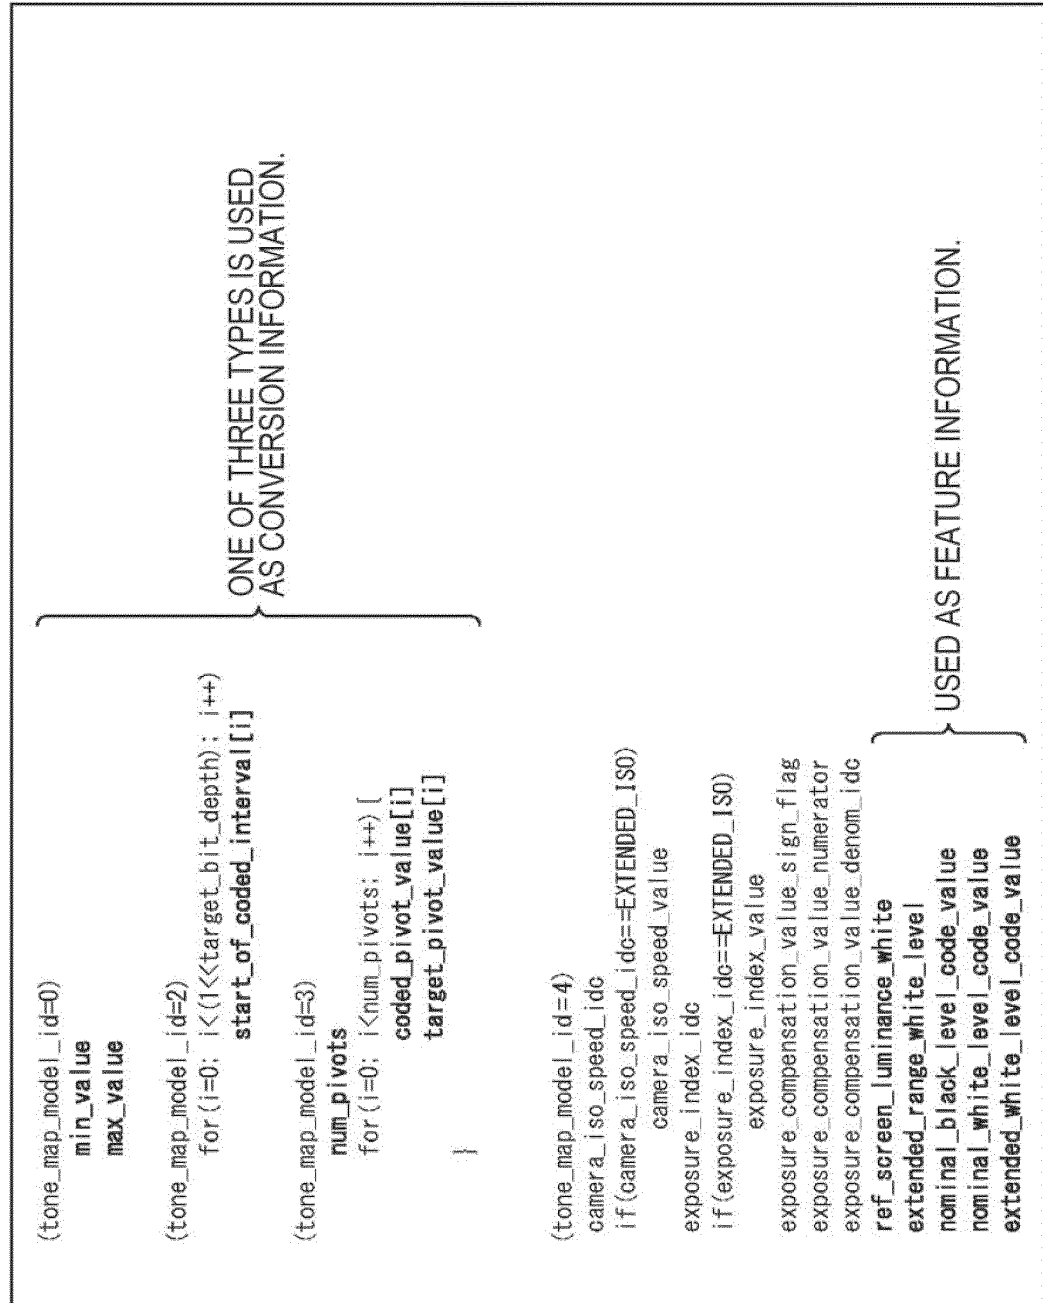 (tone_map_model_id=0)
min_value
max_value
(tone_map_model_id=2)
for(i=0; i<(1<<target_bit_depth); i++)
start_of_coded_interval[i]
(tone_map_model_id=3)
num_pivots
for(i=0; i<num_pivots; i++) {
coded_pivot_value[i]
target_pivot_value[i]
}
ONE OF THREE TYPES IS USED
AS CONVERSION INFORMATION.
(tone_map_model_id=4)
camera_iso_speed_idc
if(camera_iso_speed_idc==EXTENDED_ISO)
camera_iso_speed_value
exposure_index_idc
if(exposure_index_idc==EXTENDED_ISO)
exposure_index_value
exposure_compensation_value_sign_flag
exposure_compensation_value_numerator
exposure_compensation_value_denom_idc
ref_screen_luminance_white
extended_range_white_level
nominal_black_level_code_value
nominal_white_level_code_value
extended_white_level_code_value
USED AS FEATURE INFORMATION.